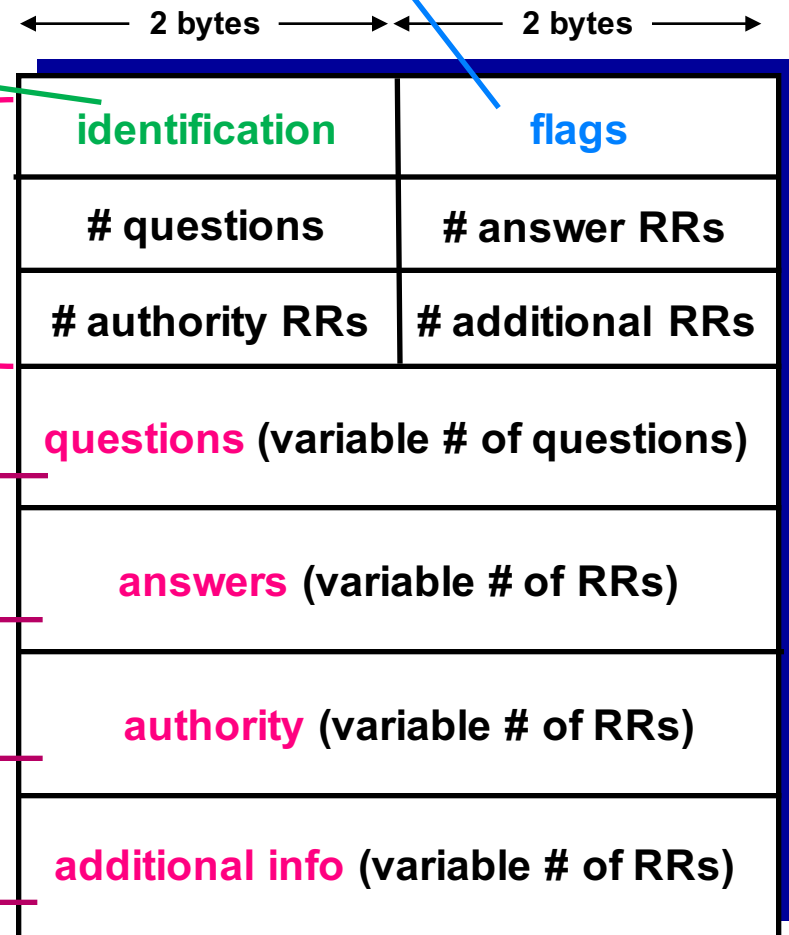 2 bytes 2 bytes
identification flags
# questions # answer RRs
# authority RRs # additional RRs
questions (variable # of questions)
answers (variable # of RRs)
authority (variable # of RRs)
additional info (variable # of RRs)